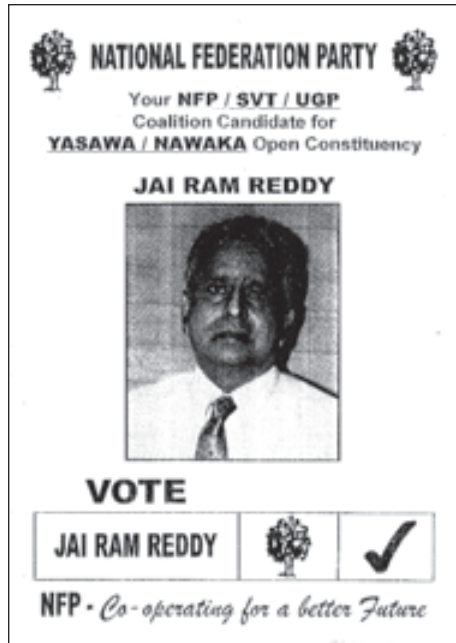 NATIONAL FEDERATION PARTY
Your NFP / SVT / UGP
Coalition Candidate for
YASAWA / NAWAKA Open Constituency
JAI RAM REDDY
VOTE
JAI RAM REDDY
NFP - Co-operating for a better Future